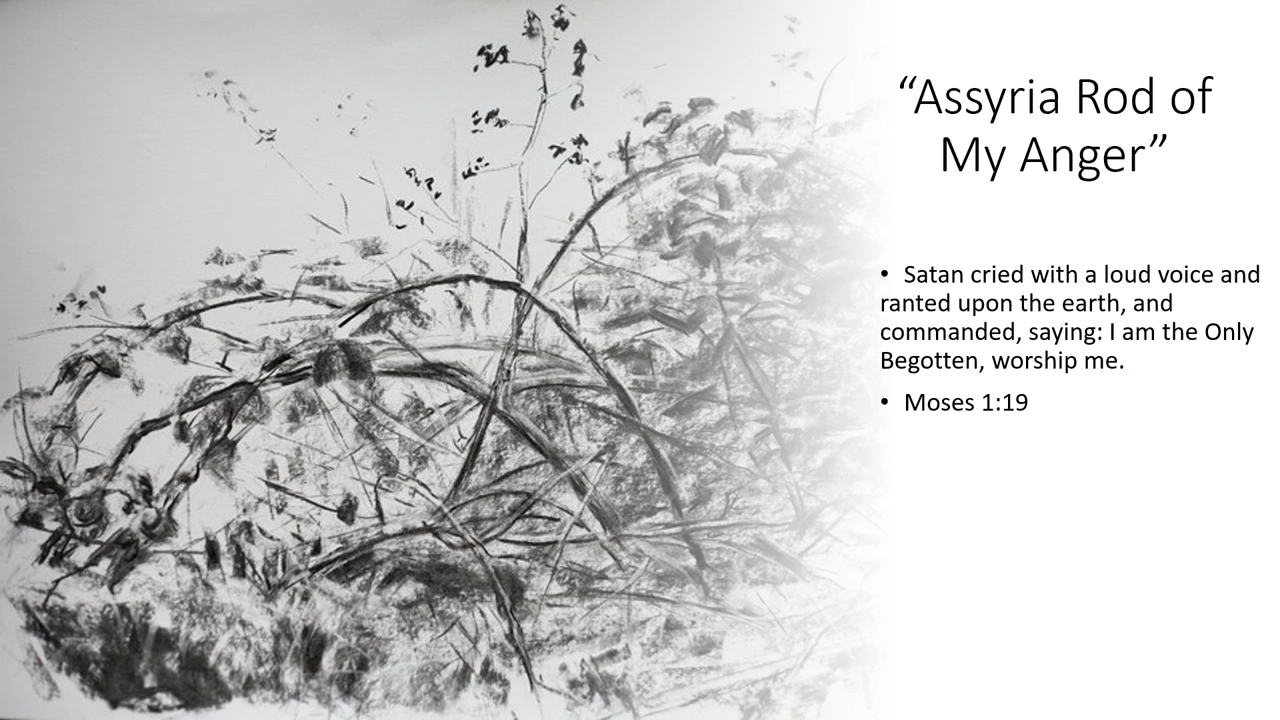 “Assyria Rod of
My Anger”
• Satan cried with a loud voice and
ranted upon the earth, and
commanded, saying: I am the Only
Begotten, worship me.
• Moses 1:19